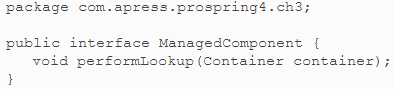 package com.apress.prospring4.ch3;
public interface ManagedComponent {
    void performLookup(Container container);
}